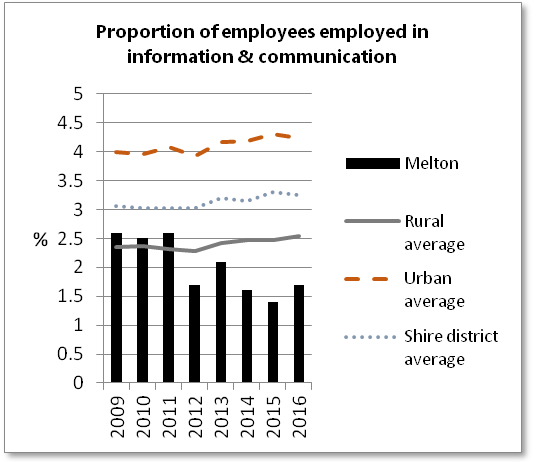 Proportion of employees employed in
information & communication
5
4.5
4
3.5
3
2.5
2
1.5
1
0.5
0
%
2009
2010
2011
2012
2013
2014
2015
2016
Melton
Rural
average
Urban
average
Shire district
average